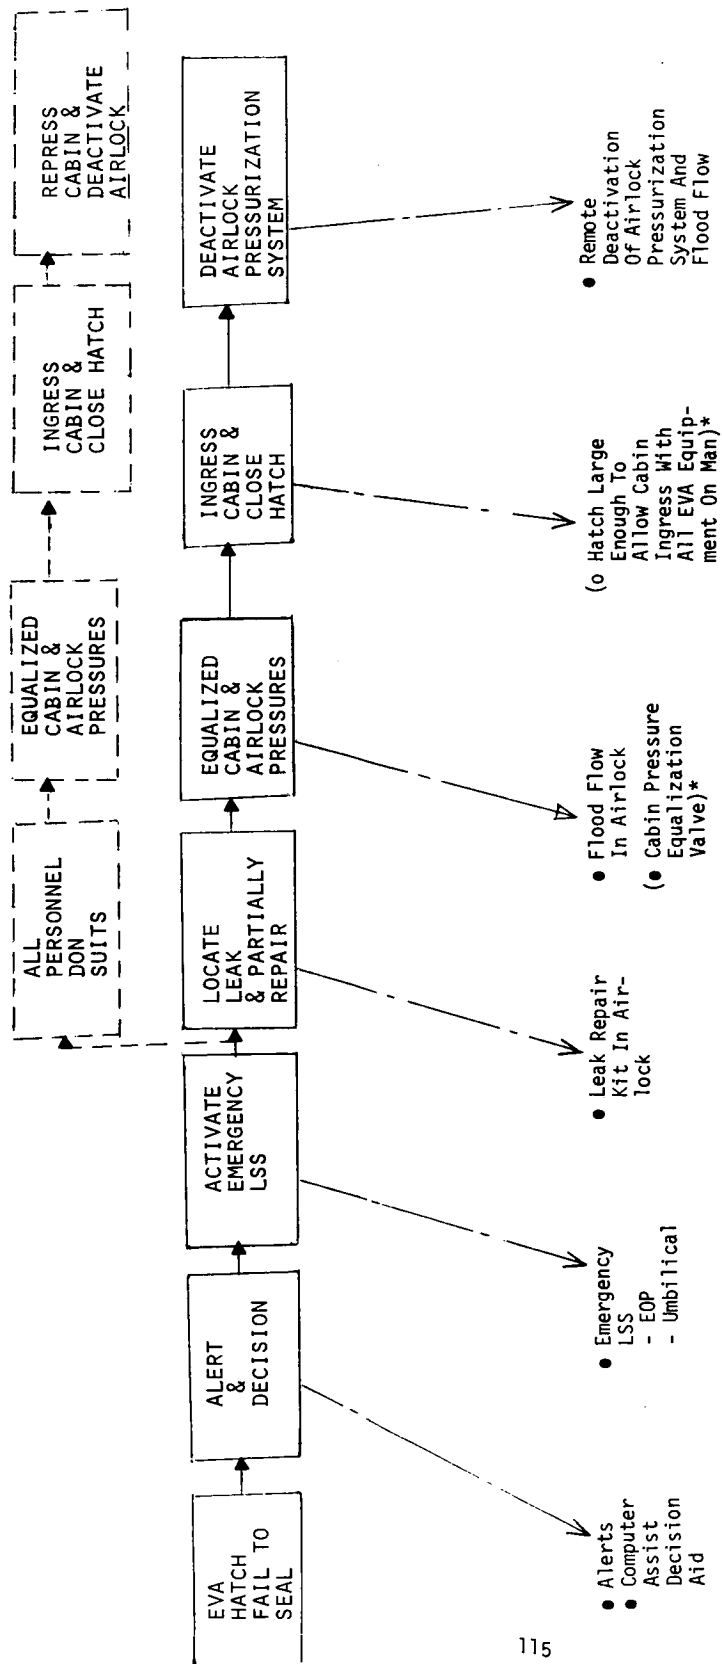 ALL
PERSONNEL
DON
SUITS
EQUALIZED
CABIN &
AIRLOCK
PRESSURES
INGRESS
CABIN &
CLOSE HATCH
REPRESS
CABIN &
DEACTIVATE
AIRLOCK
EVA
HATCH
FAIL TO
SEAL
ALERT
&
DECISION
ACTIVATE
EMERGENCY
LSS
LOCATE
LEAK
& PARTIALLY
REPAIR
EQUALIZED
CABIN &
AIRLOCK
PRESSURES
INGRESS
CABIN &
CLOSE
HATCH
DEACTIVATE
AIRLOCK
PRESSURIZATION
SYSTEM
● Alerts
● Computer
Assist
Decision
Aid
● Emergency
LSS
- EOP
- Umbilical
● Leak Repair
Kit In Air-
lock
● Flood Flow
In Airlock
(● Cabin Pressure
Equalization
Valve)*
(o Hatch Large
Enough To
Allow Cabin
Ingress With
All EVA Equip-
ment On Man)*
● Remote
Deactivation
Of Airlock
Pressurization
System And
Flood Flow
115